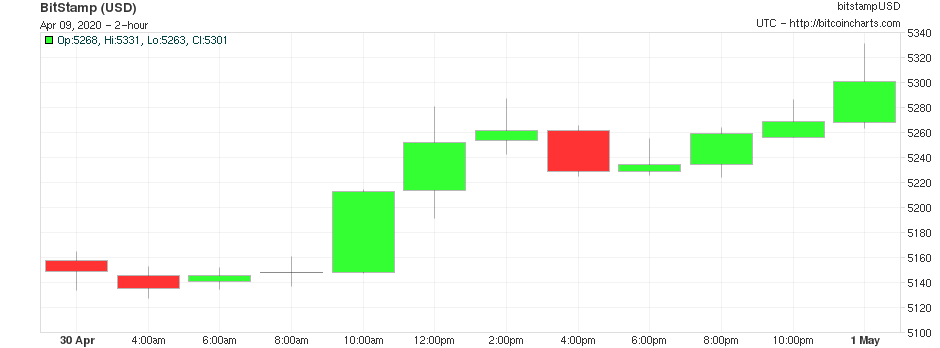 BitStamp (USD)
bitstampUSD
Apr 09, 2020 - 2-hour
UTC - http://bitcoincharts.com
Op:5268, Hi:5331, Lo:5263, Cl:5301
5340
5320
5300
5280
5260
5240
5220
5200
5180
5160
5140
5120
5100
30 Apr 4:00am 6:00am 8:00am 10:00am 12:00pm 2:00pm 4:00pm 6:00pm 8:00pm 10:00pm 1 May